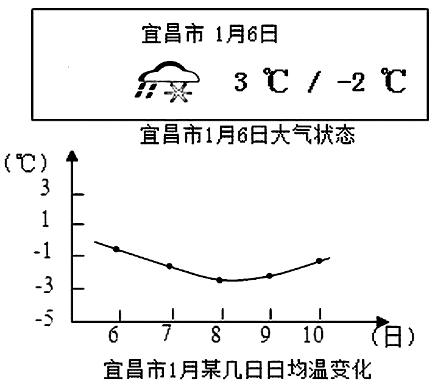 宜昌市 1月6日
3 ℃ / -2 ℃
宜昌市1月6日大气状态
(℃)
3
1
-1
-3
-5
6 7 8 9 10 (日)
宜昌市1月某几日日均温变化